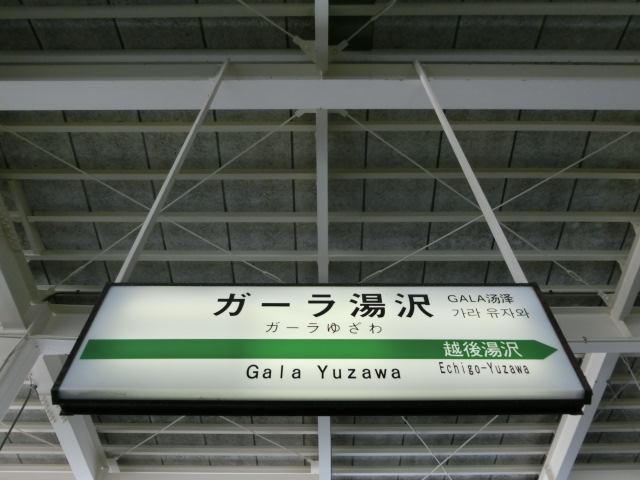 ガーラ湯沢
GALA汤泽
가라 유자와
ガーラゆざわ
越後湯沢
Gala Yuzawa
Echigo-Yuzawa